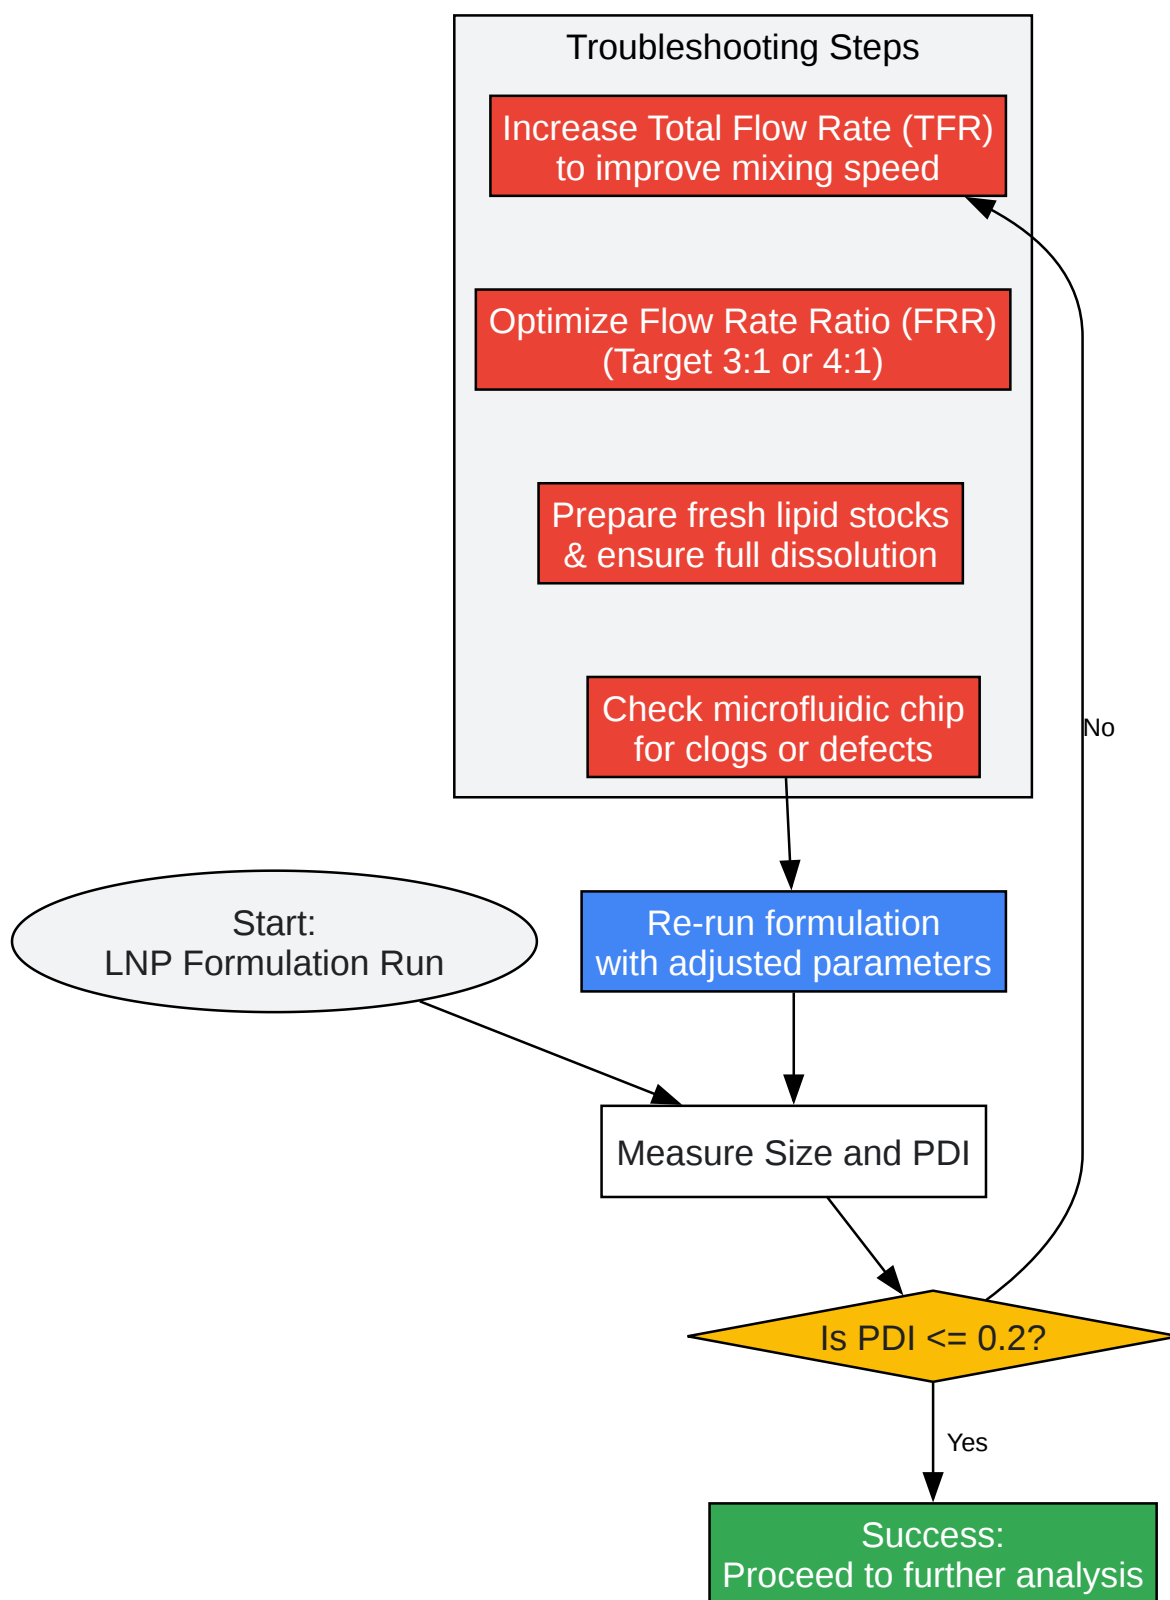 Troubleshooting Steps
Increase Total Flow Rate (TFR)
to improve mixing speed
Optimize Flow Rate Ratio (FRR)
(Target 3:1 or 4:1)
Prepare fresh lipid stocks
& ensure full dissolution
Check microfluidic chip
for clogs or defects
No
Start:
LNP Formulation Run
Re-run formulation
with adjusted parameters
Measure Size and PDI
Is PDI <= 0.2?
Yes
Success:
Proceed to further analysis